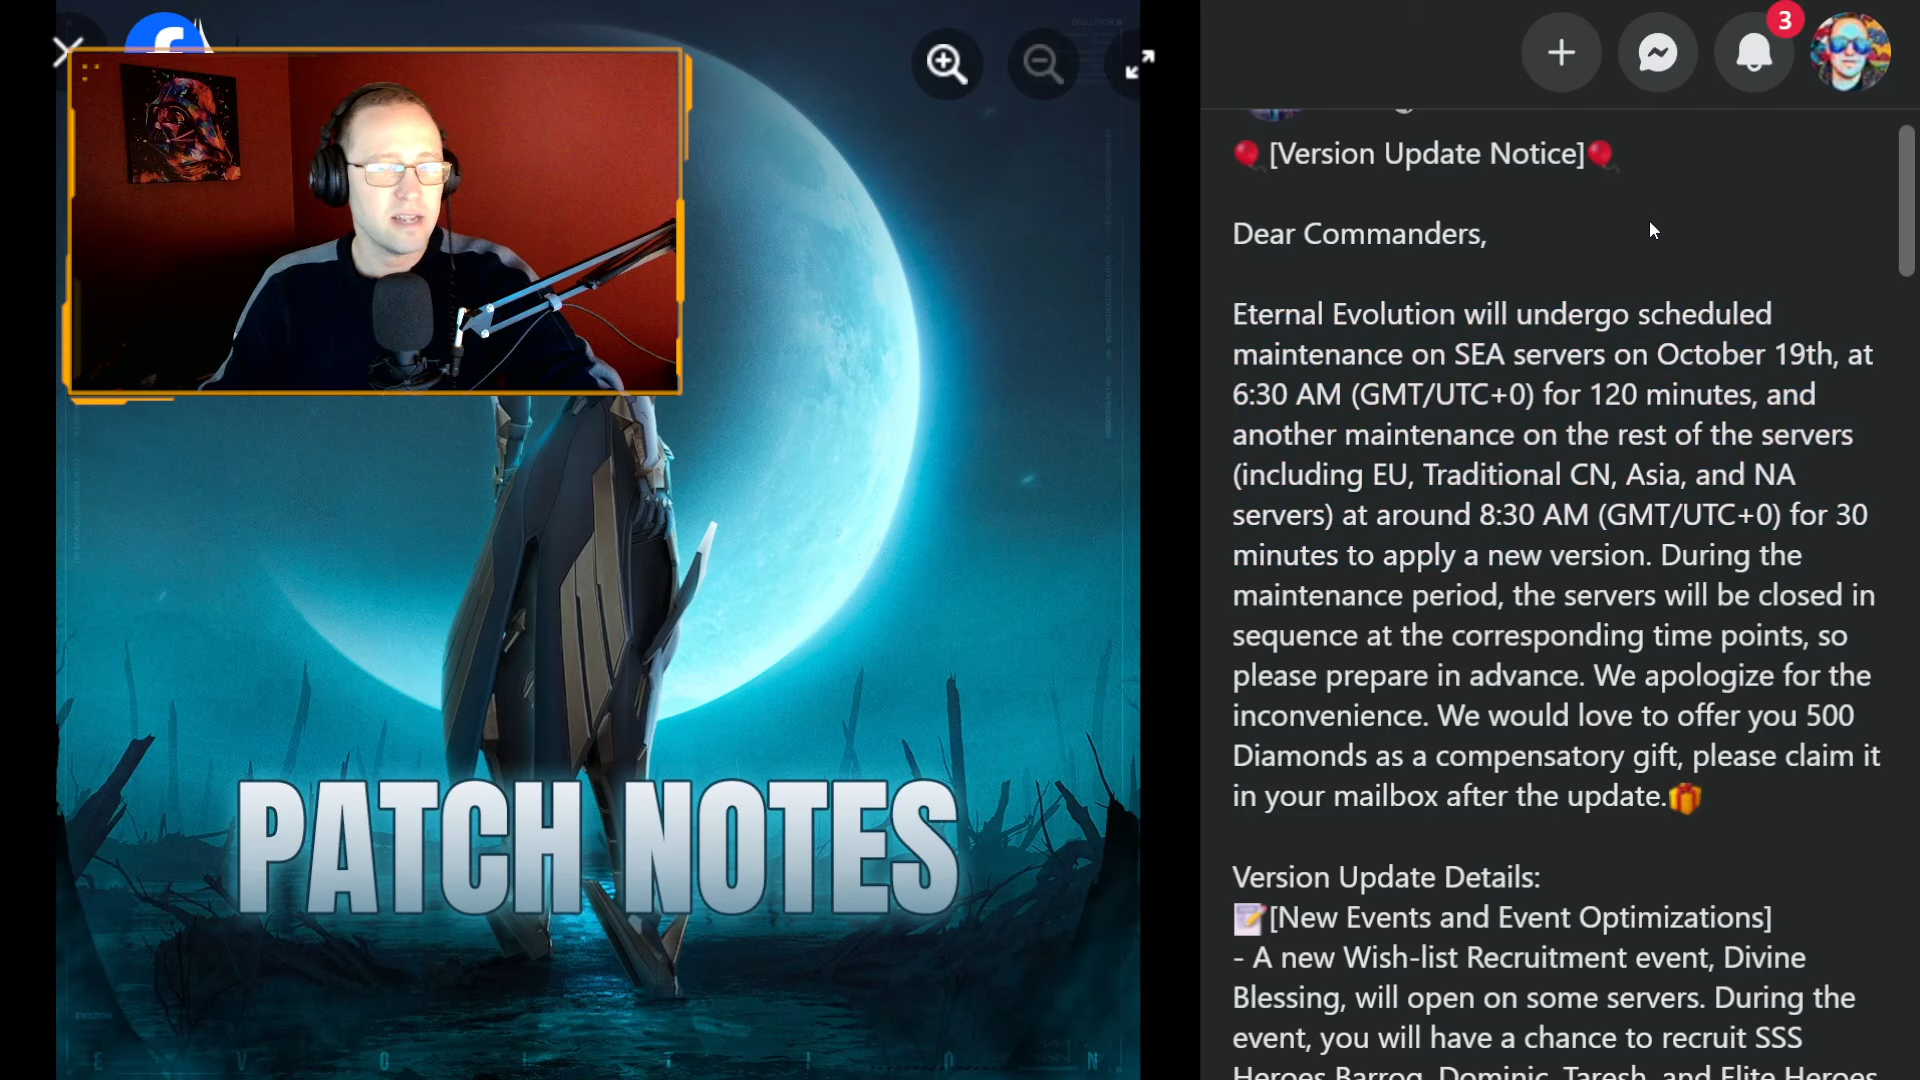 3
[Version Update Notice]
Dear Commanders,
Eternal Evolution will undergo scheduled
maintenance on SEA servers on October 19th, at
6:30 AM (GMT/UTC+0) for 120 minutes, and
another maintenance on the rest of the servers
(including EU, Traditional CN, Asia, and NA
servers) at around 8:30 AM (GMT/UTC+0) for 30
minutes to apply a new version. During the
maintenance period, the servers will be closed in
sequence at the corresponding time points, so
please prepare in advance. We apologize for the
inconvenience. We would love to offer you 500
Diamonds as a compensatory gift, please claim it
in your mailbox after the update.
Version Update Details:
[New Events and Event Optimizations]
- A new Wish-list Recruitment event, Divine
Blessing, will open on some servers. During the
event, you will have a chance to recruit SSS
Heroes Barrog, Dominic, Taresh, and Elite Heroes
PATCH NOTES
E V O L T I O N